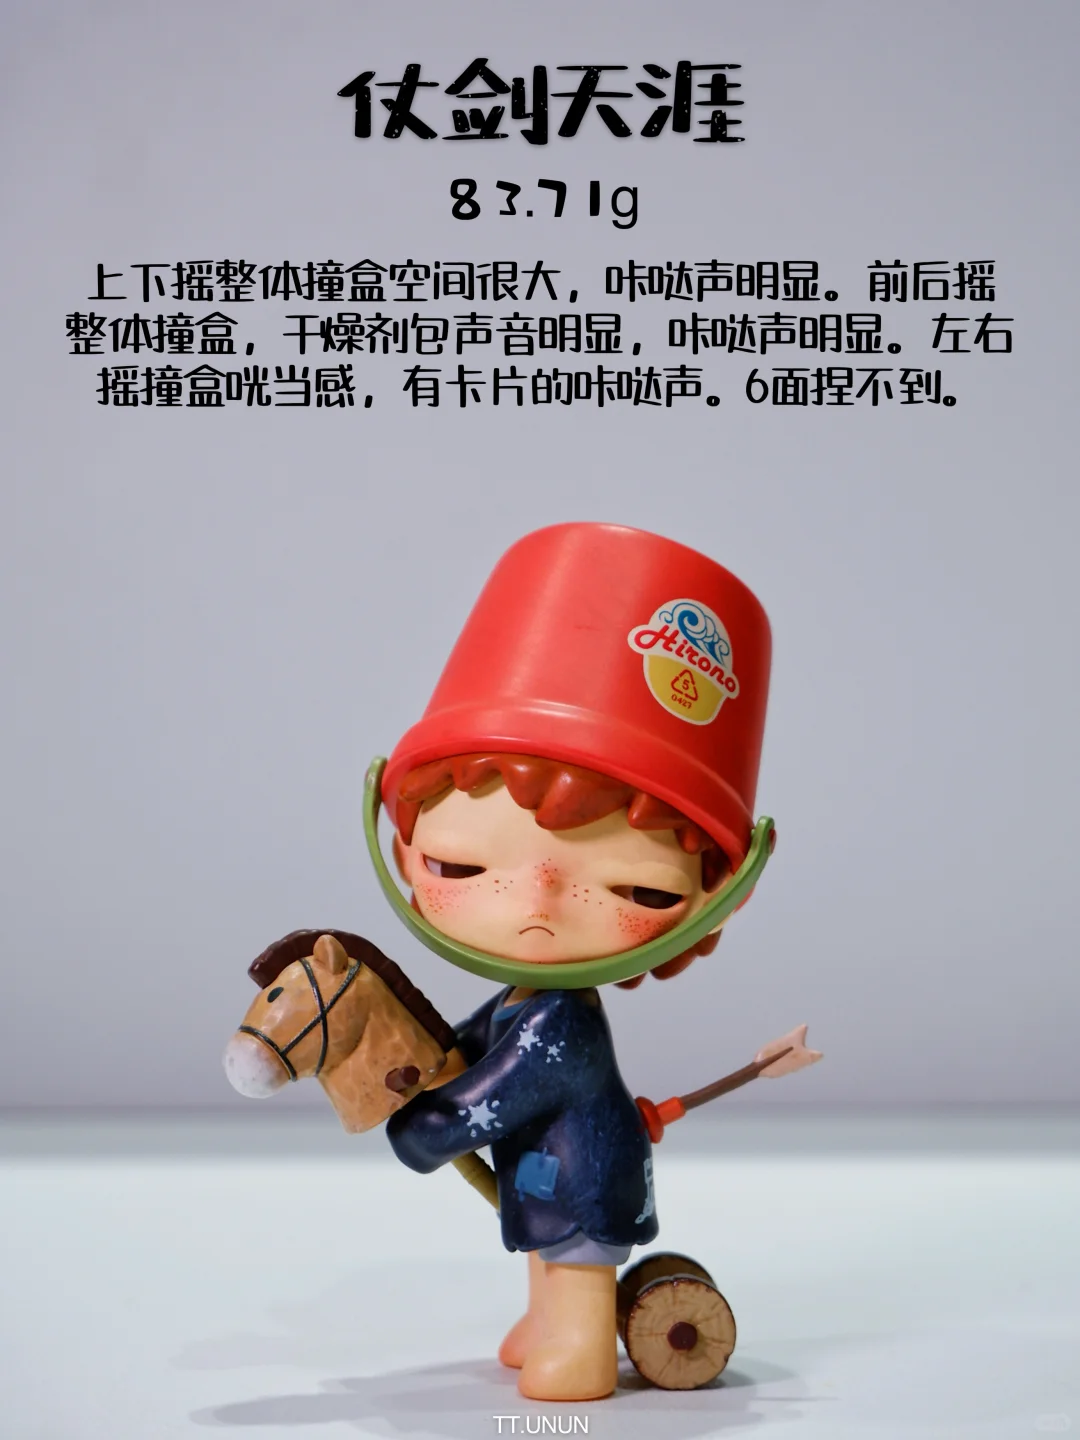 仗剑天涯
83.71g
上下摇整体撞盒空间很大，咔哒声明显。前后摇
整体撞盒，干燥剂包声音明显，咔哒声明显。左右
摇撞盒咣当感，有卡片的咔哒声。6面捏不到。
Hirono
5
0427
TT.UNUN